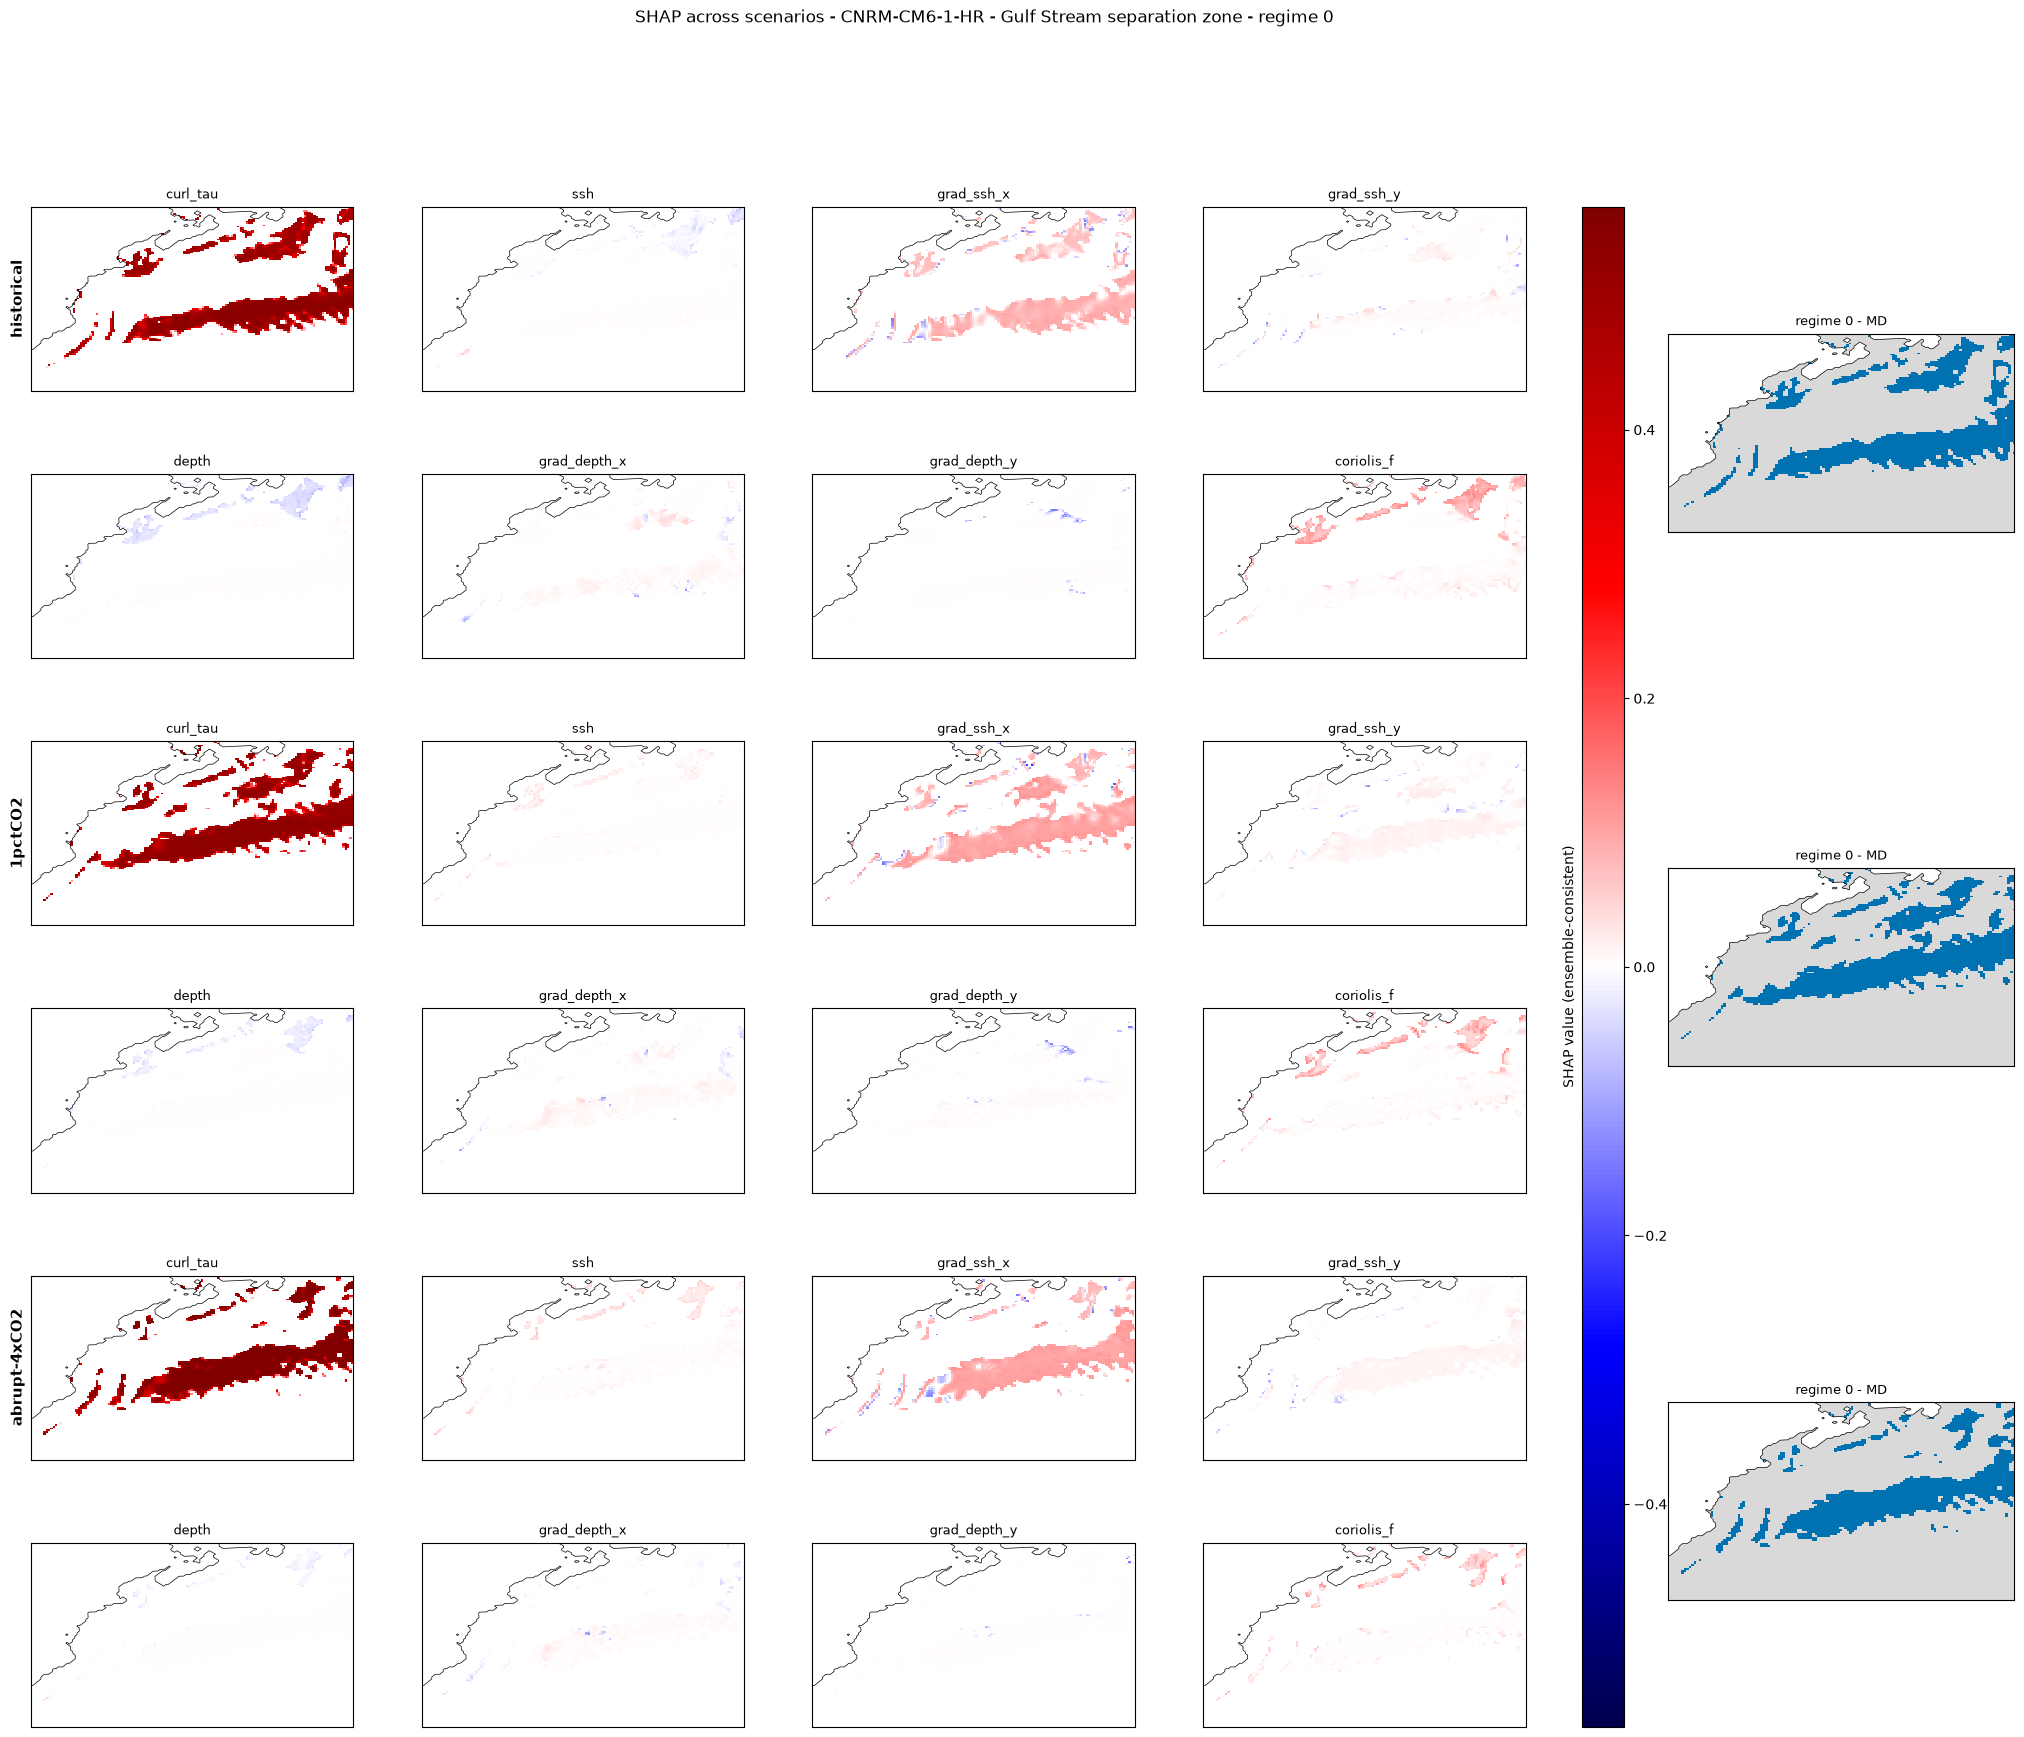 SHAP across scenarios - CNRM-CM6-1-HR - Gulf Stream separation zone - regime 0
historical
curl_tau
ssh
grad_ssh_x
grad_ssh_y
depth
grad_depth_x
grad_depth_y
coriolis_f
1pctCO2
curl_tau
ssh
grad_ssh_x
grad_ssh_y
depth
grad_depth_x
grad_depth_y
coriolis_f
abrupt-4xCO2
curl_tau
ssh
grad_ssh_x
grad_ssh_y
depth
grad_depth_x
grad_depth_y
coriolis_f
SHAP value (ensemble-consistent)
0.4
0.2
0.0
−0.2
−0.4
regime 0 - MD
regime 0 - MD
regime 0 - MD